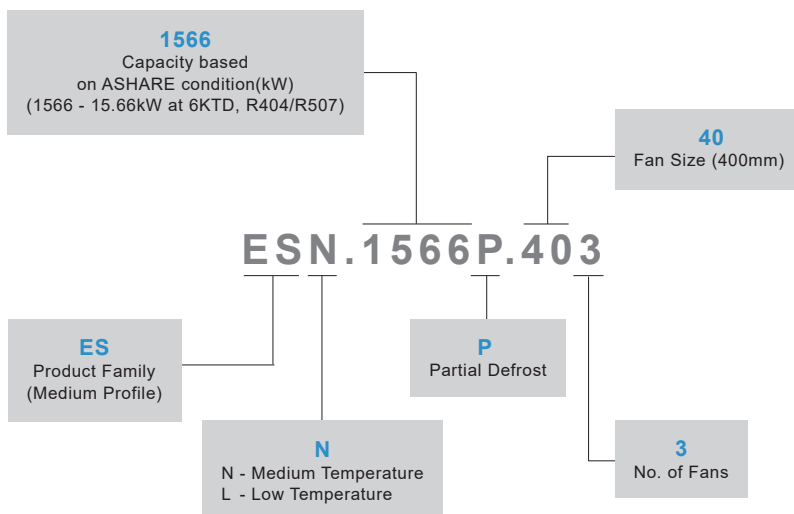 1566
Capacity based
on ASHARE condition(kW)
(1566 - 15.66kW at 6KTD, R404/R507)
40
Fan Size (400mm)
ESN.1566P.403
ES
Product Family
(Medium Profile)
P
Partial Defrost
N
N - Medium Temperature
L - Low Temperature
3
No. of Fans